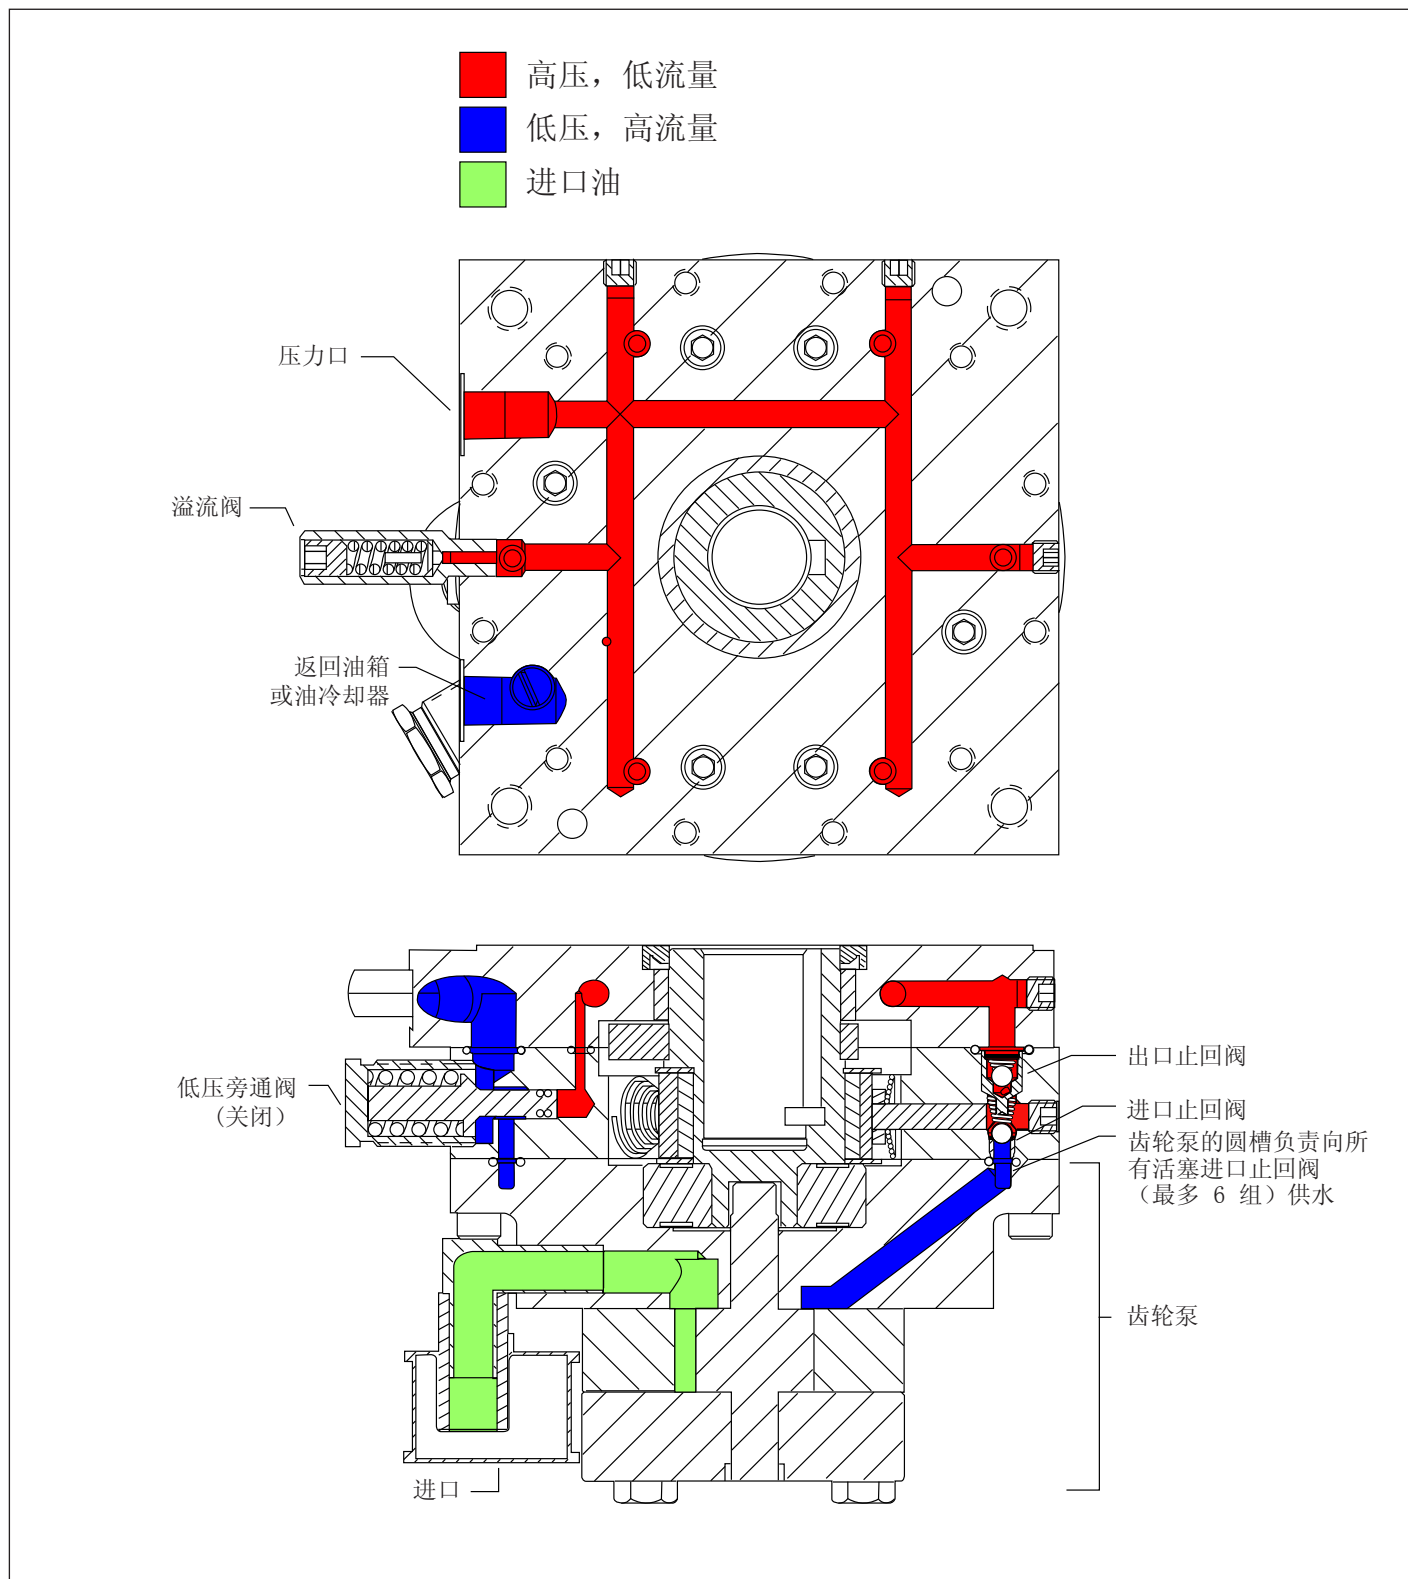 高压，低流量
低压，高流量
进口油
压力口
溢流阀
返回油箱
或油冷却器
低压旁通阀
(关闭）
出口止回阀
进口止回阀
齿轮泵的圆槽负责向所
有活塞进口止回阀
（最多 6 组）供水
齿轮泵
进口